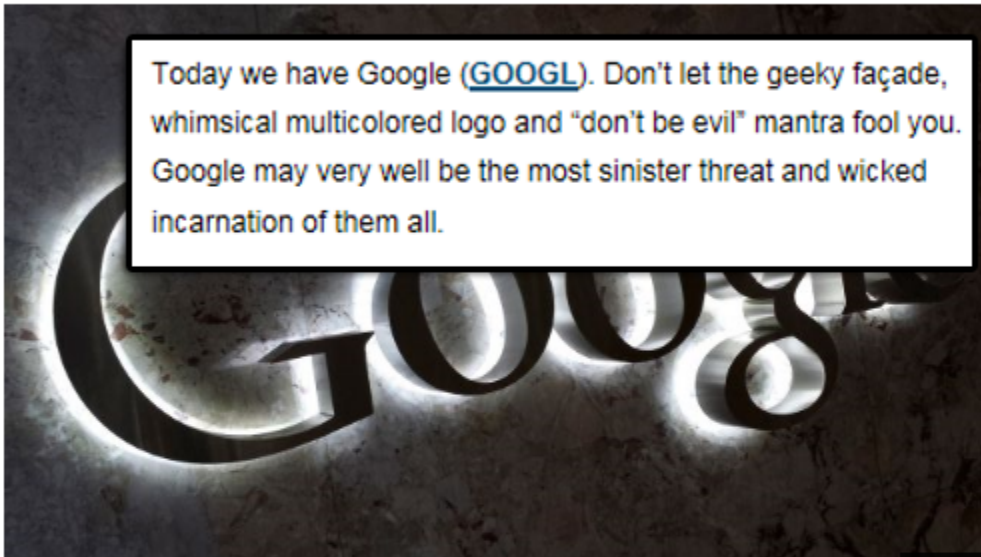 Today we have Google (GOOGL). Don't let the geeky façade,
whimsical multicolored logo and “don't be evil” mantra fool you.
Google may very well be the most sinister threat and wicked
incarnation of them all.
Google